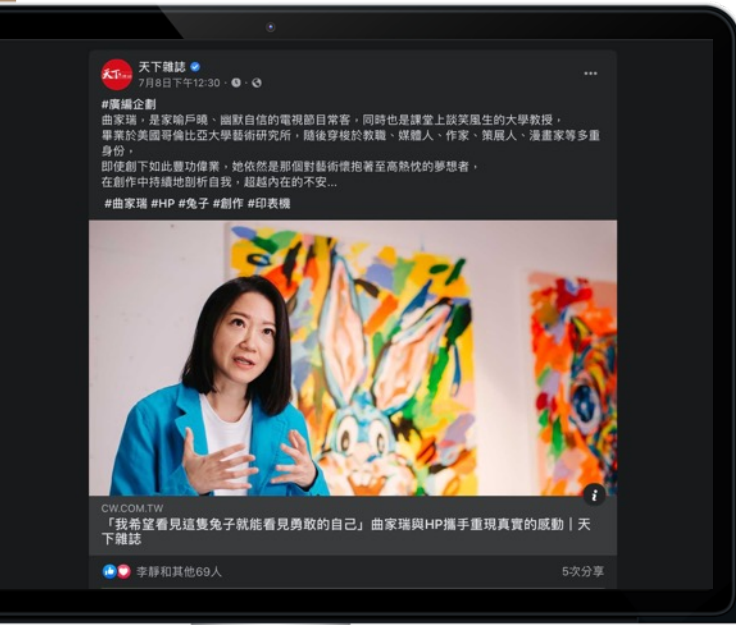 天下雜誌
天下
7月8日下午12:30
#廣編企劃
曲家瑞，是家喻戶曉、幽默自信的電視節目常客，同時也是課堂上談笑風生的大學教授，
畢業於美國哥倫比亞大學藝術研究所，隨後穿梭於教職、媒體人、作家、策展人、漫畫家等多重
身份，
即使創下如此豐功偉業，她依然是那個對藝術懷抱著至高熱忱的夢想者，
在創作中持續地剖析自我，超越內在的不安...
#曲家瑞 #HP #兔子 #創作 #印表機
i
CW.COM.TW
「我希望看見這隻兔子就能看見勇敢的自己」曲家瑞與HP攜手重現真實的感動｜天
下雜誌
李靜和其他69人
5次分享